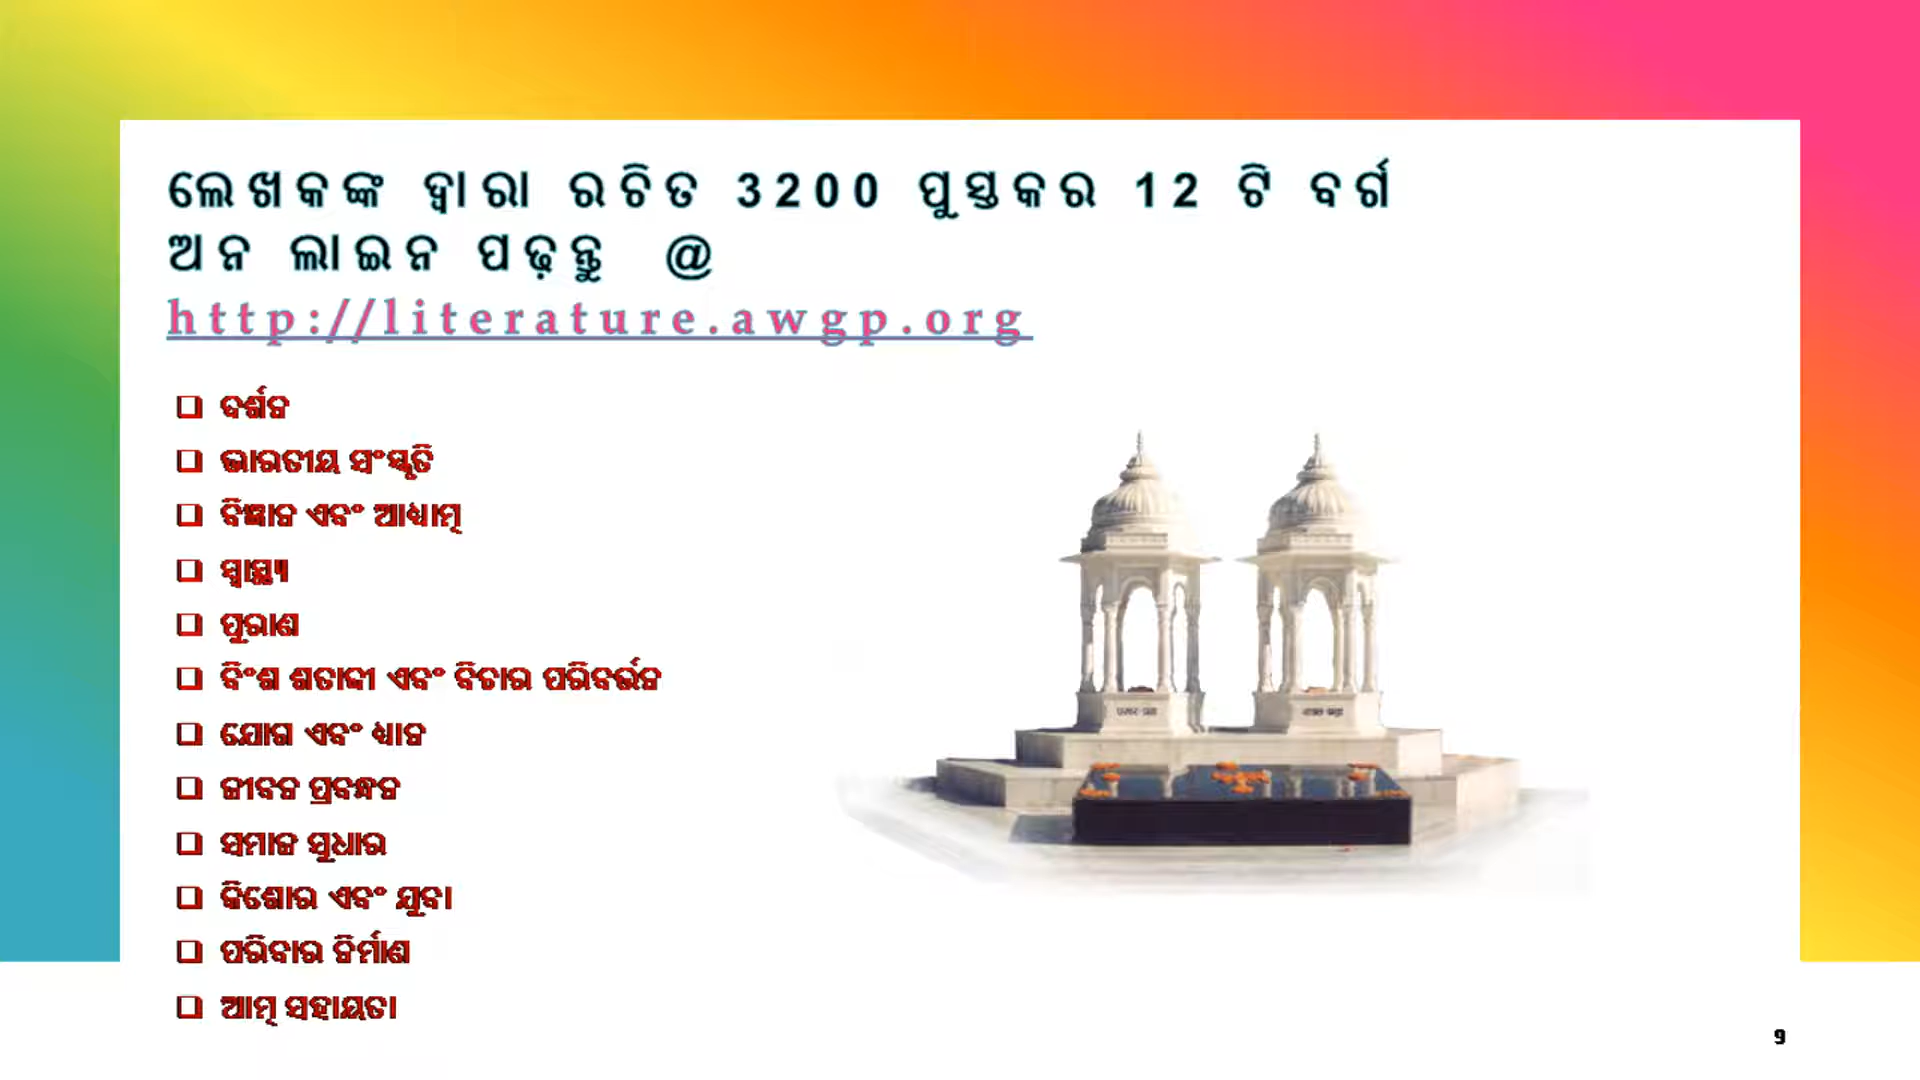 ଲେଖକଙ୍କ ଦ୍ୱାରା ରଚିତ 3200 ପୁସ୍ତକର 12 ଟି ବର୍ଗ
ଅନ ଲାଇନ ପଢ଼ନ୍ତୁ @
http://literature.awgp.org
❑ ଦର୍ଶନ
❑ ଭାରତୀୟ ସଂସ୍କୃତି
❑ ବିଜ୍ଞାନ ଏବଂ ଆଧ୍ୟାତ୍ମ
❑ ସ୍ୱାସ୍ଥ୍ୟ
❑ ପୁରାଣ
❑ ବିଂଶ ଶତାବ୍ଦୀ ଏବଂ ବିଚାର ପରିବର୍ତ୍ତନ
❑ ଯୋଗ ଏବଂ ଧ୍ୟାନ
❑ ଜୀବନ ପ୍ରବନ୍ଧନ
❑ ସମାଜ ସୁଧାର
❑ କିଶୋର ଏବଂ ଯୁବା
❑ ପରିବାର ନିର୍ମାଣ
❑ ଆତ୍ମ ସହାୟତା
9